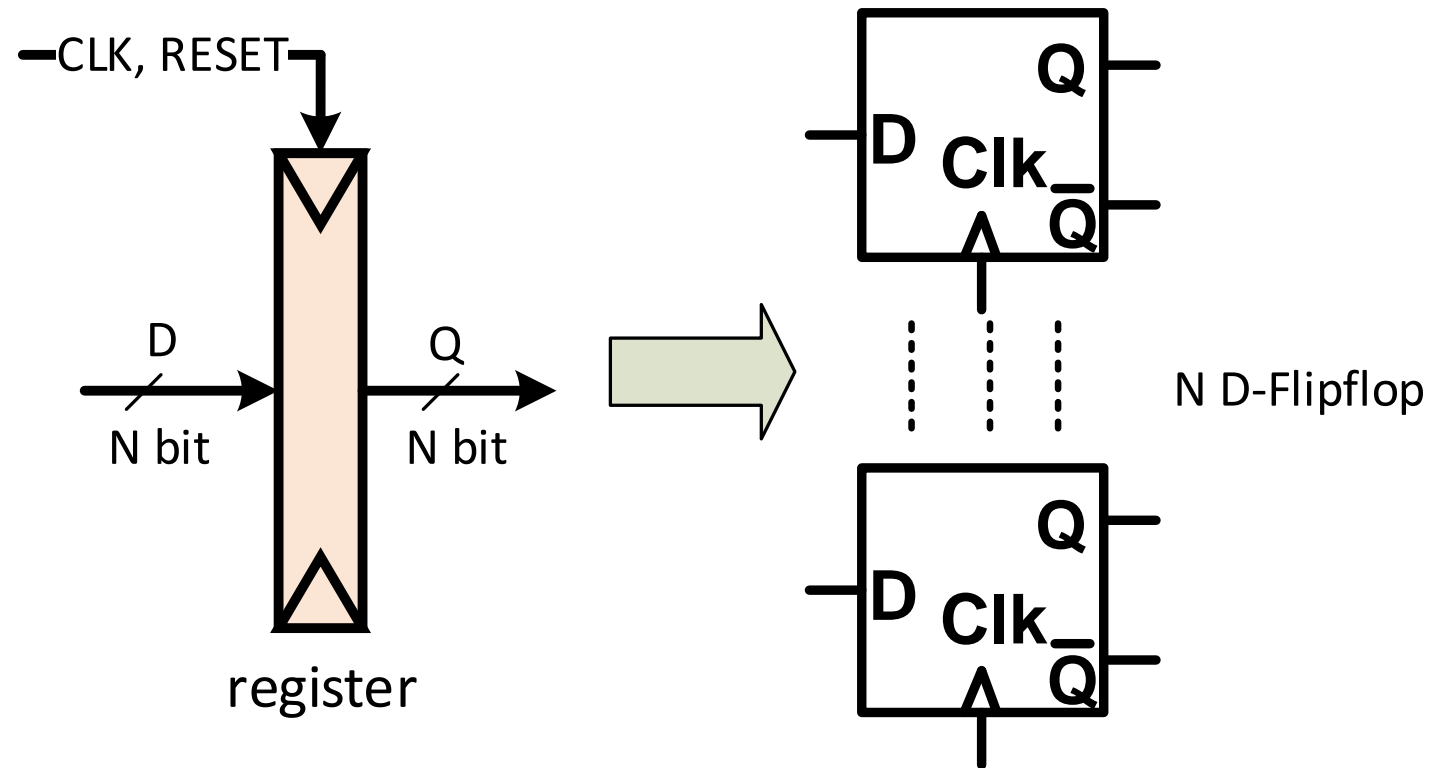 CLK, RESET
D
N bit
Q
N bit
register
D
Clk
Q
Q̅
D
Clk
Q
Q̅
N D-Flipflop